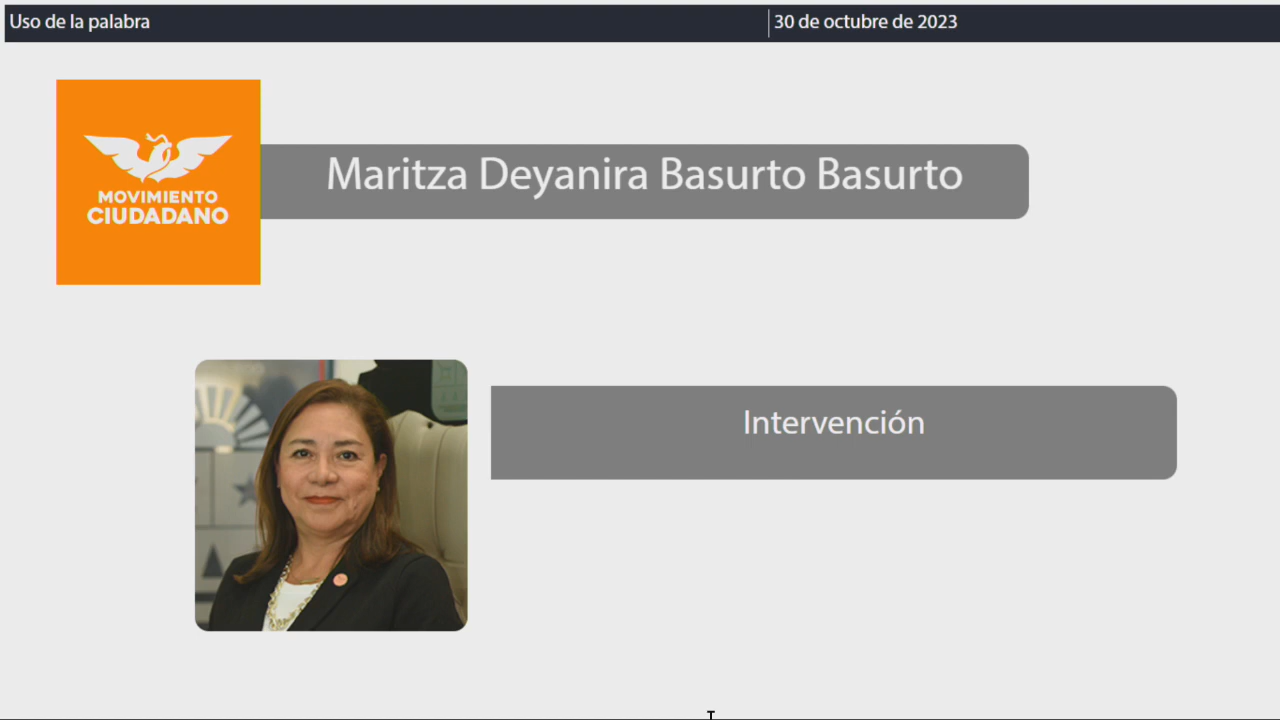 Uso de la palabra
30 de octubre de 2023
MOVIMIENTO
CIUDADANO
Maritza Deyanira Basurto Basurto
Intervención